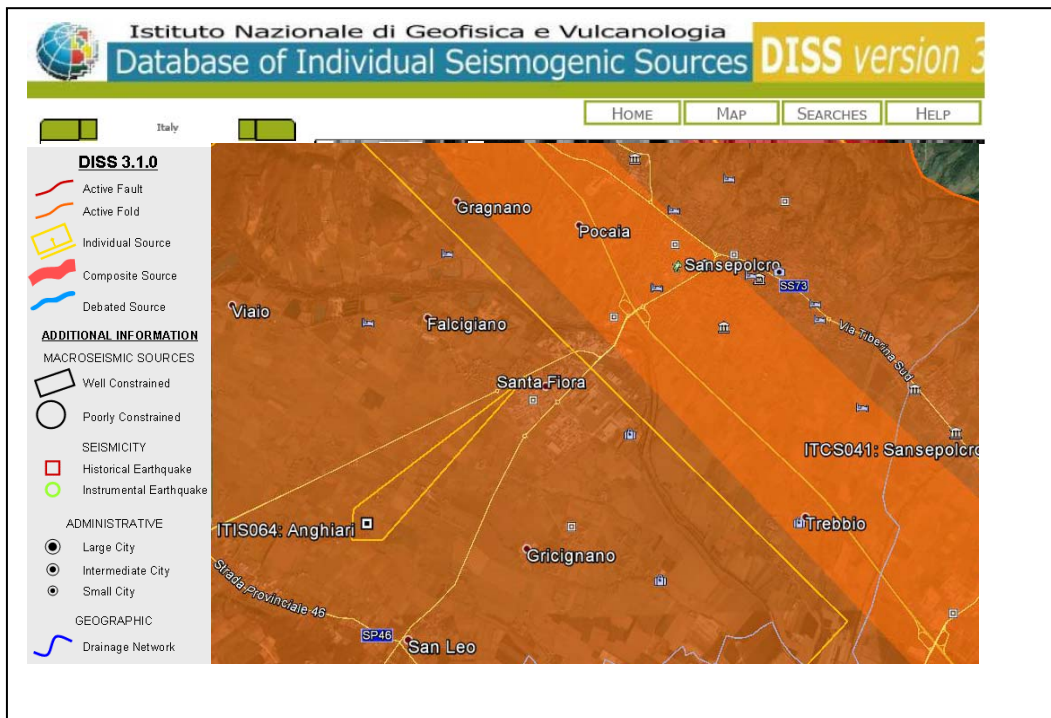 Istituto Nazionale di Geofisica e Vulcanologia
Database of Individual Seismogenic Sources DISS version 3
HOME MAP SEARCHES HELP
Italy
DISS 3.1.0
Active Fault
Active Fold
Individual Source
Composite Source
Debated Source
ADDITIONAL INFORMATION
MACROSEISMIC SOURCES
Well Constrained
Poorly Constrained
SEISMICITY
Historical Earthquake
Instrumental Earthquake
ADMINISTRATIVE
Large City
Intermediate City
Small City
GEOGRAPHIC
Drainage Network
Gragnano
Pocaia
Sansepolcro
SS73
Viaio
Falcigiano
Via Tiberina Sud
Santa Fiora
ITCS041: Sansepolcro
ITIS064: Anghiari
Trebbio
Gricignano
Strada Provinciale 46
SP46
San Leo